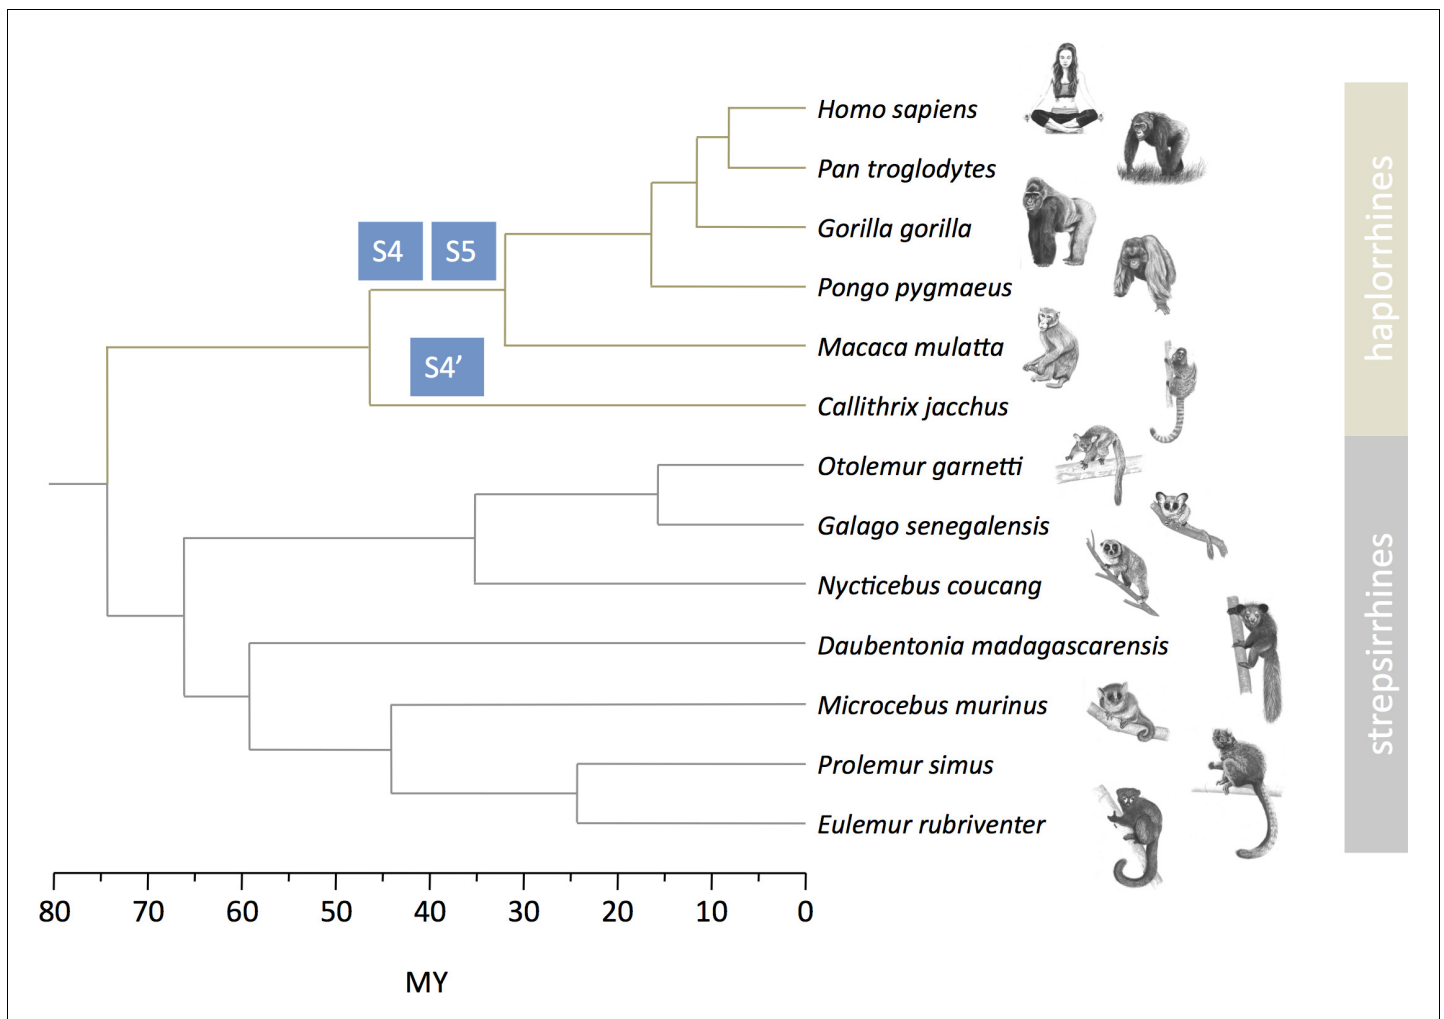 Homo sapiens
Pan troglodytes
Gorilla gorilla
S4 S5
Pongo pygmaeus
Macaca mulatta
S4’
Callithrix jacchus
haplorrhines
Otolemur garnetti
Galago senegalensis
Nycticebus coucang
Daubentonia madagascarensis
Microcebus murinus
Prolemur simus
Eulemur rubriventer
strepsirrhines
80 70 60 50 40 30 20 10 0
MY